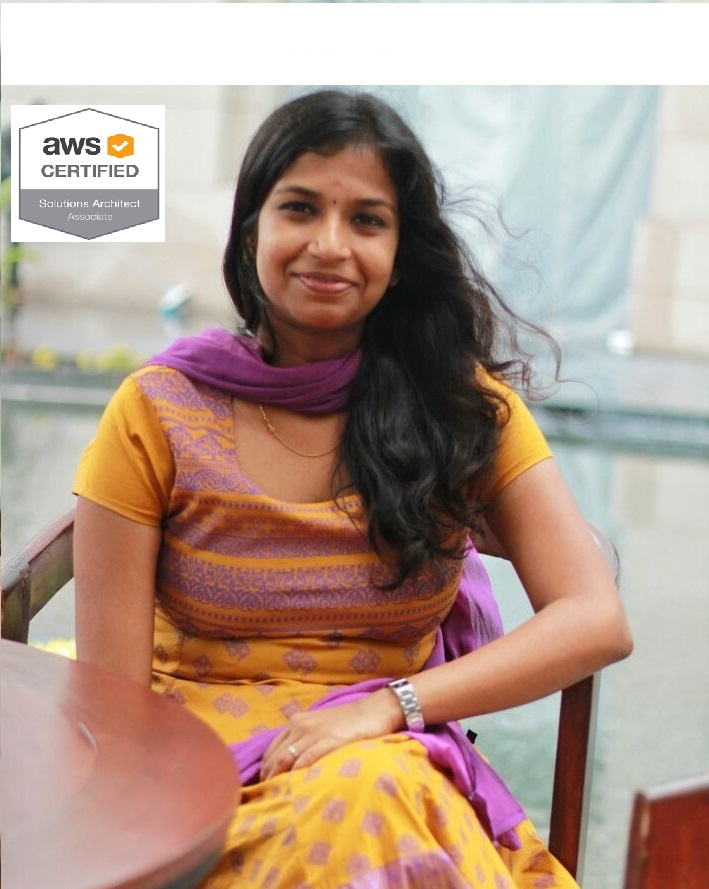 aws
CERTIFIED
Solutions Architect
Associate